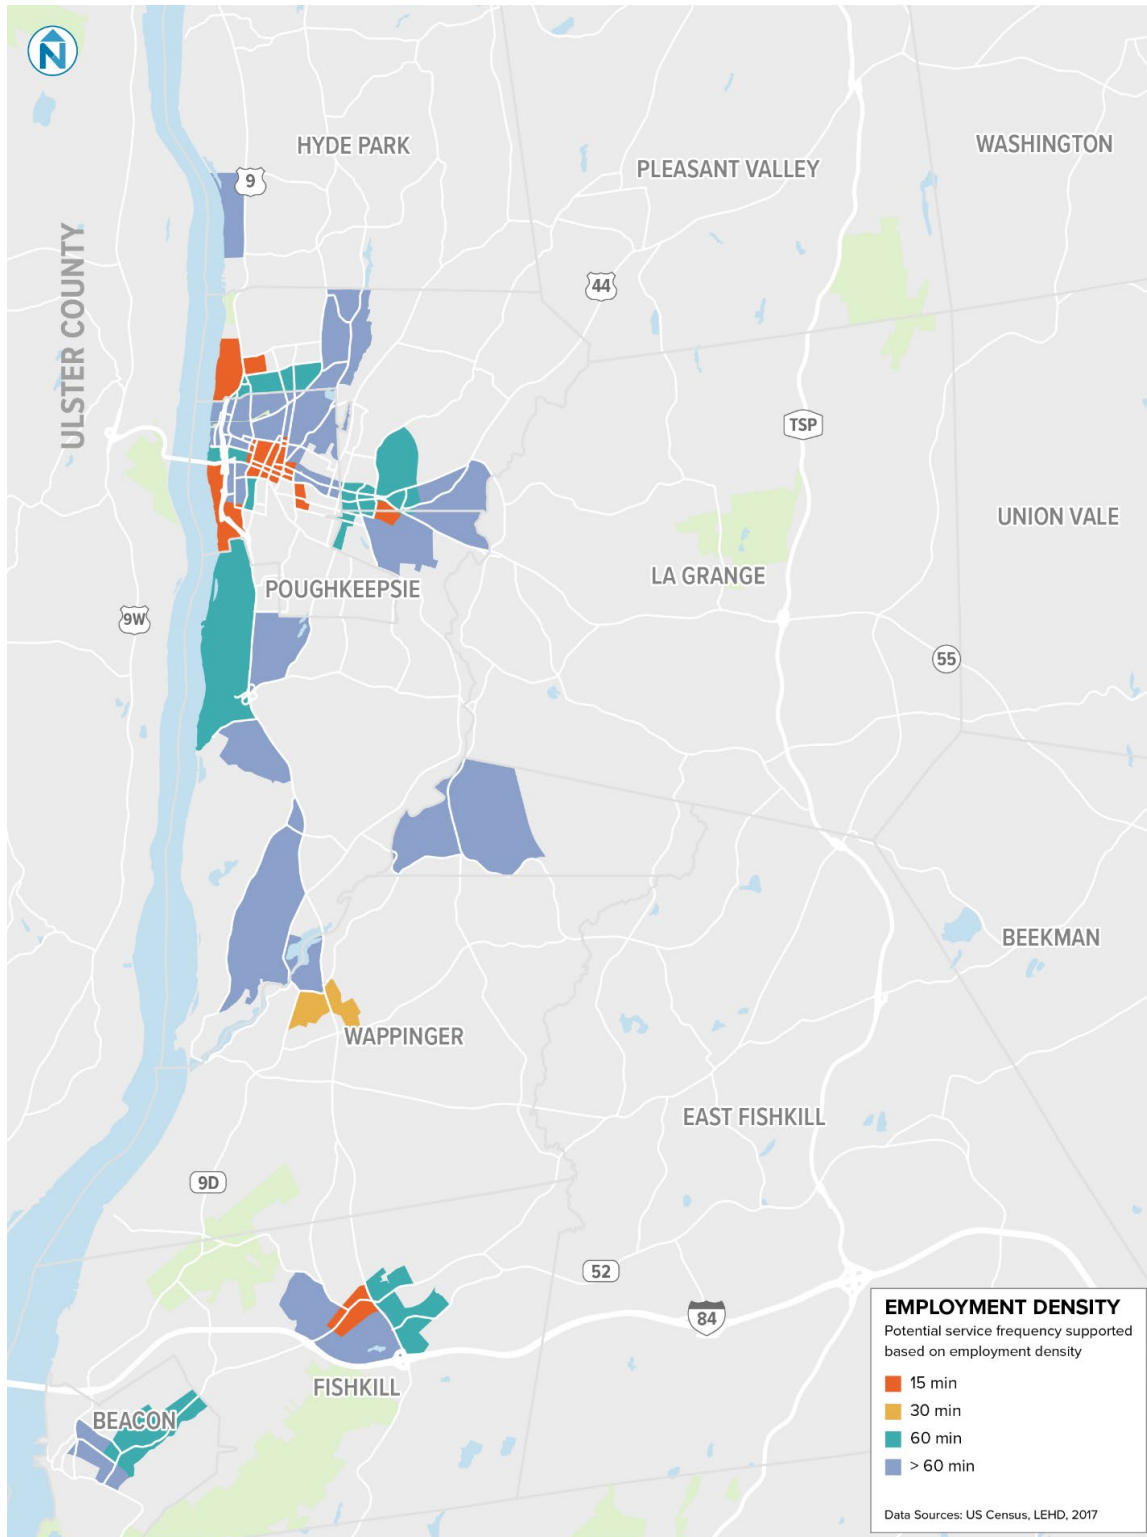 N
HYDE PARK
WASHINGTON
PLEASANT VALLEY
9
ULSTER COUNTY
44
TSP
UNION VALE
LA GRANGE
POUGHKEEPSIE
9W
55
BEEKMAN
WAPPINGER
EAST FISHKILL
9D
52
84
FISHKILL
BEACON
EMPLOYMENT DENSITY
Potential service frequency supported
based on employment density
15 min
30 min
60 min
> 60 min
Data Sources: US Census, LEHD, 2017